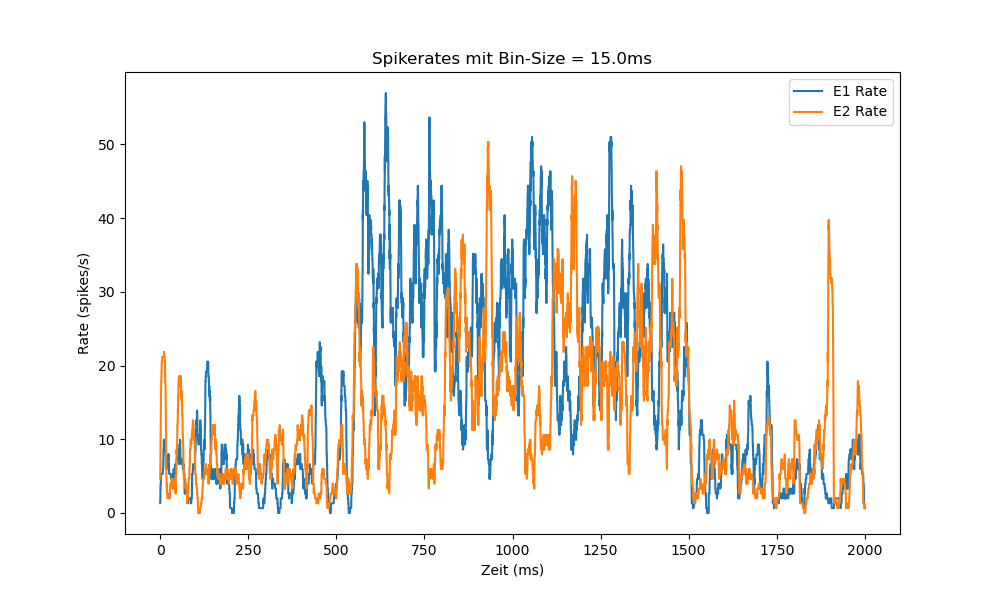 Spikerates mit Bin-Size = 15.0ms
E1 Rate
E2 Rate
Rate (spikes/s)
50
40
30
20
10
0
0 250 500 750 1000 1250 1500 1750 2000
Zeit (ms)